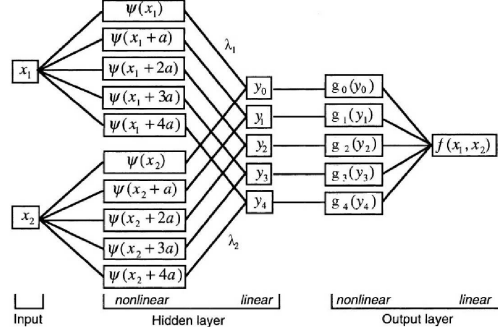 ψ(x₁)
ψ(x₁+a)
x₁
ψ(x₁+2a)
ψ(x₁+3a)
ψ(x₁+4a)
ψ(x₂)
ψ(x₂+a)
x₂
ψ(x₂+2a)
ψ(x₂+3a)
ψ(x₂+4a)
λ₁
λ₂
y₀
y₁
y₂
y₃
y₄
g₀(y₀)
g₁(y₁)
g₂(y₂)
g₃(y₃)
g₄(y₄)
f(x₁,x₂)
nonlinear linear nonlinear linear
Input Hidden layer Output layer